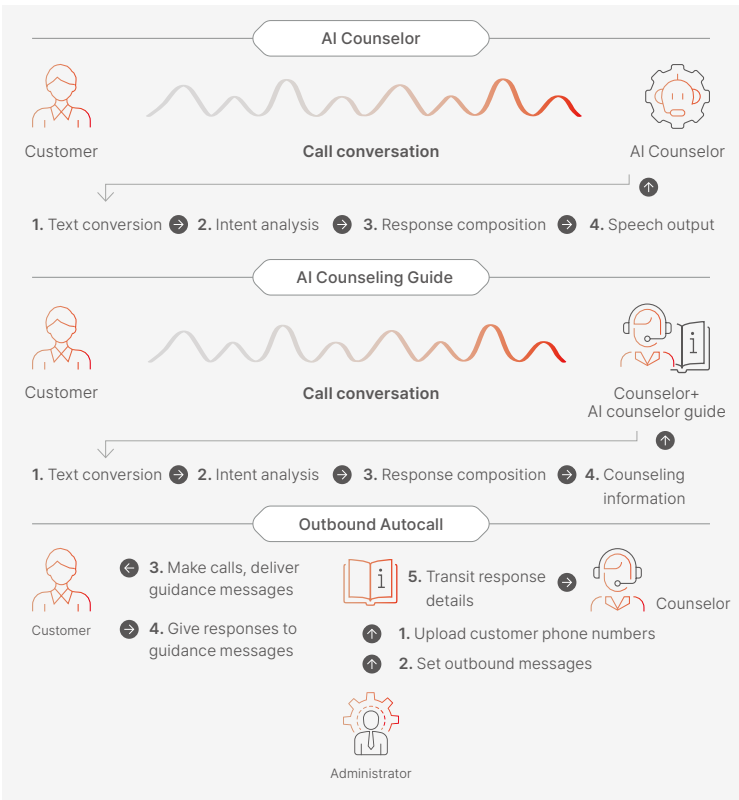 AI Counselor
Customer
Call conversation
AI Counselor
1. Text conversion
2. Intent analysis
3. Response composition
4. Speech output
AI Counseling Guide
Customer
Call conversation
Counselor+
AI counselor guide
1. Text conversion
2. Intent analysis
3. Response composition
4. Counseling
information
Outbound Autocall
Customer
3. Make calls, deliver
guidance messages
4. Give responses to
guidance messages
i
5. Transit response
details
Counselor
1. Upload customer phone numbers
2. Set outbound messages
Administrator